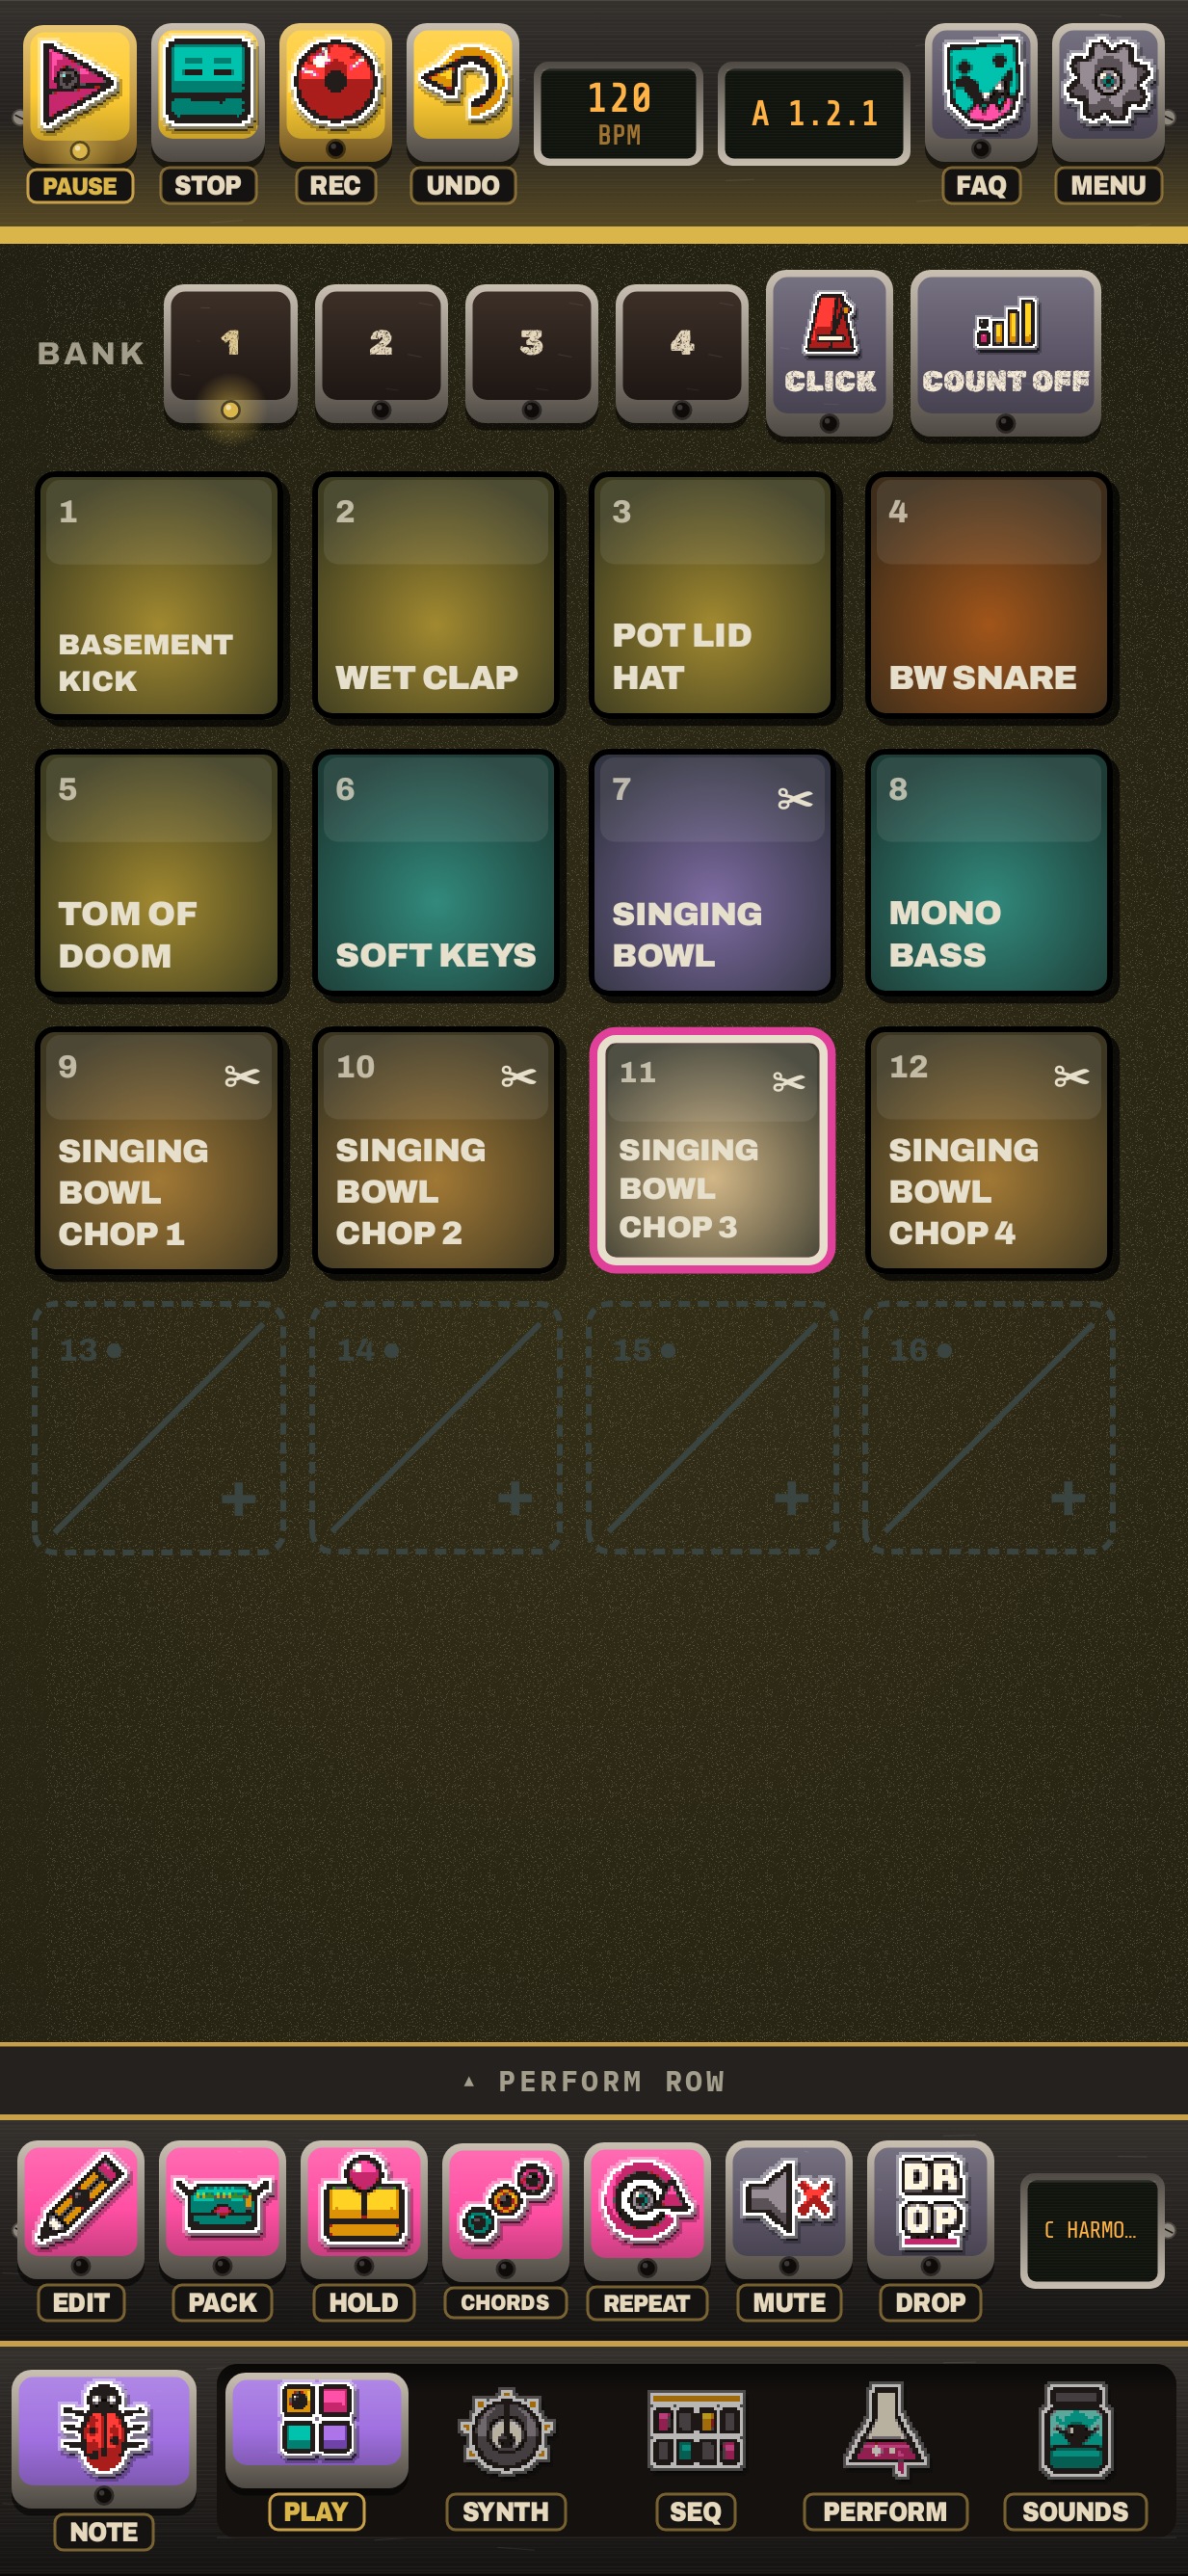 PAUSE
STOP
REC
UNDO
120
BPM
A 1.2.1
FAQ
MENU
BANK
1
2
3
4
CLICK
COUNT OFF
1
BASEMENT
KICK
2
WET CLAP
3
POT LID
HAT
4
BW SNARE
5
TOM OF
DOOM
6
SOFT KEYS
7
SINGING
BOWL
8
MONO
BASS
9
SINGING
BOWL
CHOP 1
10
SINGING
BOWL
CHOP 2
11
SINGING
BOWL
CHOP 3
12
SINGING
BOWL
CHOP 4
13
14
15
16
▲ PERFORM ROW
EDIT
PACK
HOLD
CHORDS
REPEAT
MUTE
DR
OP
DROP
C HARMO…
NOTE
PLAY
SYNTH
SEQ
PERFORM
SOUNDS